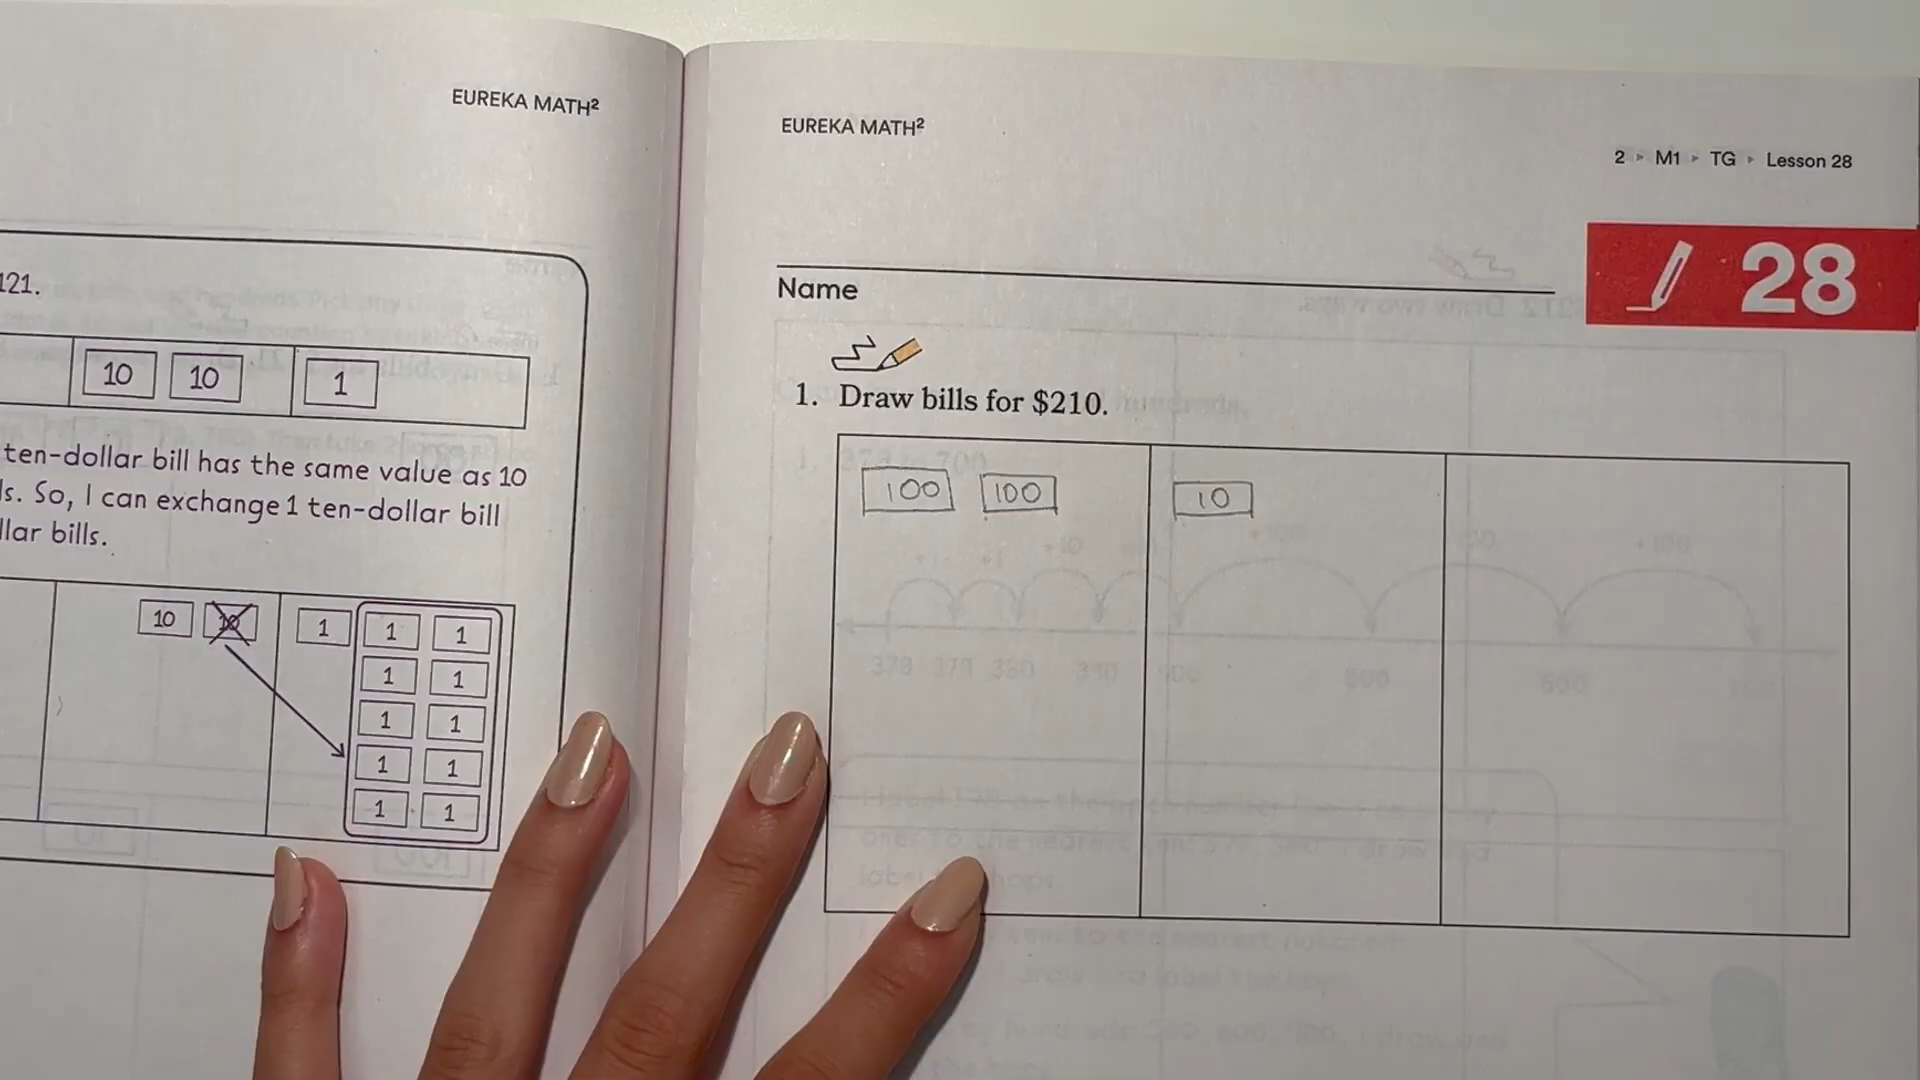 EUREKA MATH²
121.
10 10 1
ten-dollar bill has the same value as 10
ls. So, I can exchange 1 ten-dollar bill
llar bills.
10 10 1 1 1
1 1
1 1
1 1
1 1
EUREKA MATH²
2 ▸ M1 ▸ TG ▸ Lesson 28
28
Name
1. Draw bills for $210.
100 100 10